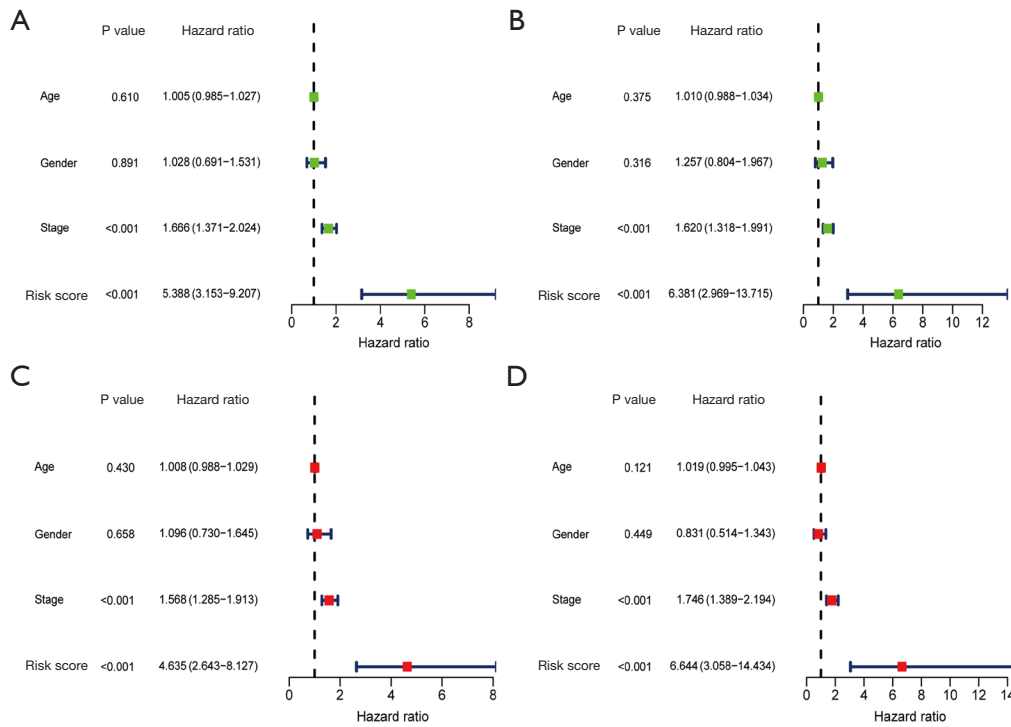 A
P value Hazard ratio
Age 0.610 1.005 (0.985−1.027)
Gender 0.891 1.028 (0.691−1.531)
Stage <0.001 1.666 (1.371−2.024)
Risk score <0.001 5.388 (3.153−9.207)
0 2 4 6 8
Hazard ratio
B
P value Hazard ratio
Age 0.375 1.010 (0.988−1.034)
Gender 0.316 1.257 (0.804−1.967)
Stage <0.001 1.620 (1.318−1.991)
Risk score <0.001 6.381 (2.969−13.715)
0 2 4 6 8 10 12
Hazard ratio
C
P value Hazard ratio
Age 0.430 1.008 (0.988−1.029)
Gender 0.658 1.096 (0.730−1.645)
Stage <0.001 1.568 (1.285−1.913)
Risk score <0.001 4.635 (2.643−8.127)
0 2 4 6 8
Hazard ratio
D
P value Hazard ratio
Age 0.121 1.019 (0.995−1.043)
Gender 0.449 0.831 (0.514−1.343)
Stage <0.001 1.746 (1.389−2.194)
Risk score <0.001 6.644 (3.058−14.434)
0 2 4 6 8 10 12 14
Hazard ratio